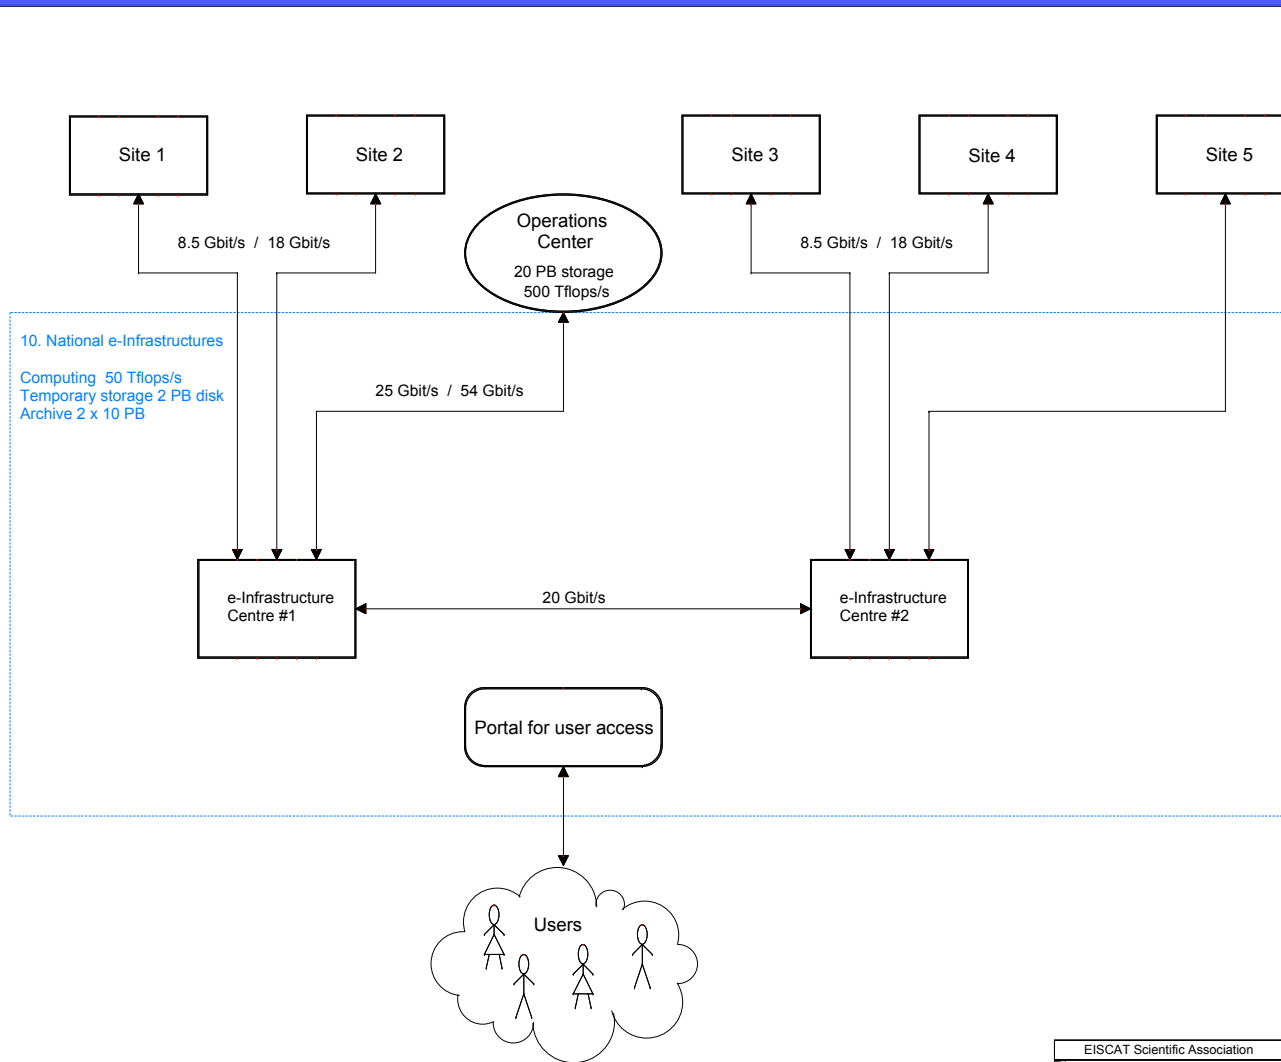 Site 1
Site 2
Site 3
Site 4
Site 5
Operations
Center
20 PB storage
500 Tflops/s
8.5 Gbit/s / 18 Gbit/s
8.5 Gbit/s / 18 Gbit/s
10. National e-Infrastructures
Computing 50 Tflops/s
Temporary storage 2 PB disk
Archive 2 x 10 PB
25 Gbit/s / 54 Gbit/s
e-Infrastructure
Centre #1
20 Gbit/s
e-Infrastructure
Centre #2
Portal for user access
Users
EISCAT Scientific Association